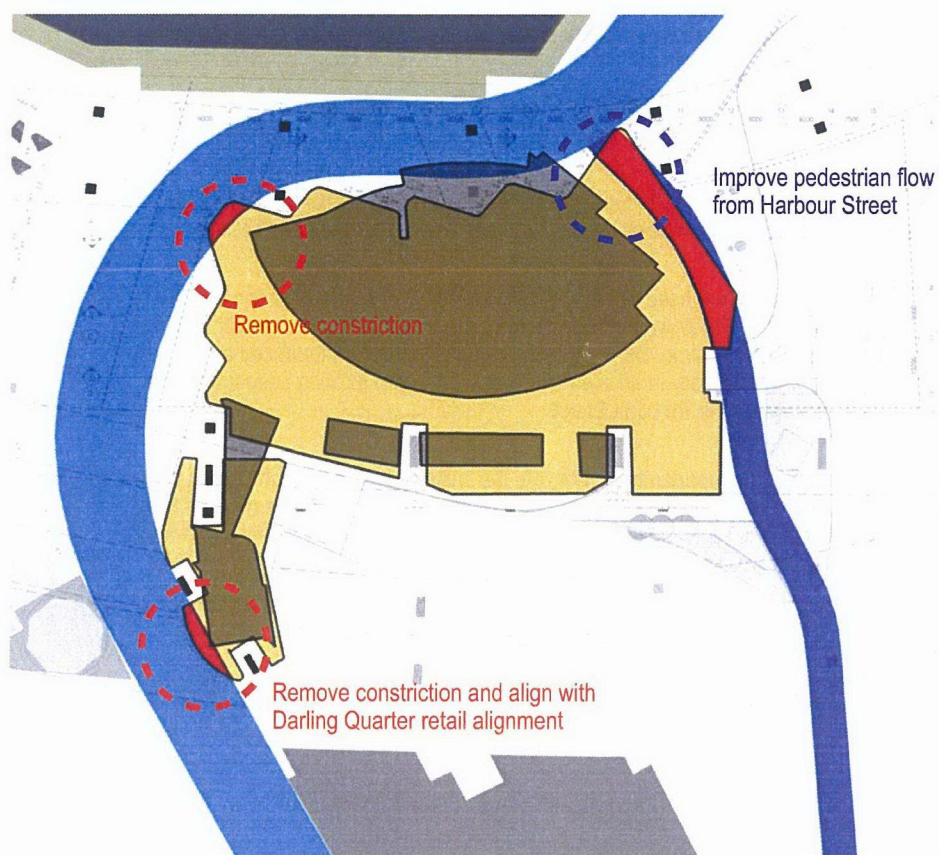 Improve pedestrian flow
from Harbour Street
Remove constriction
Remove constriction and align with
Darling Quarter retail alignment